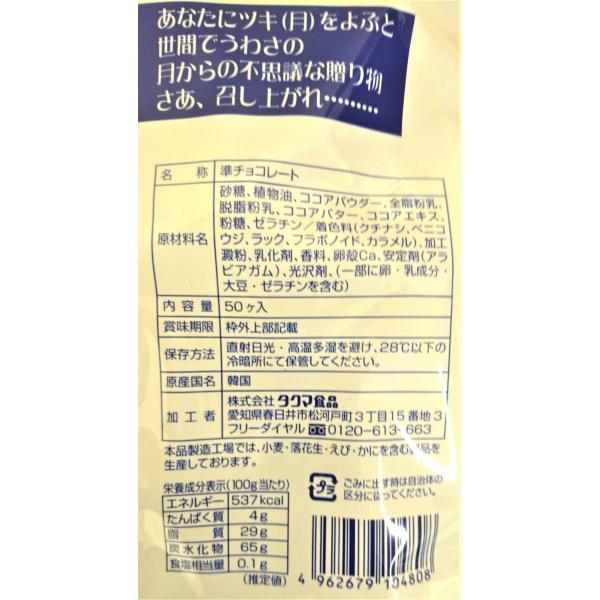 あなたにツキ(月)をよぶと
世間でうわさの
月からの不思議な贈り物
さあ、召し上がれ………
名称 準チョコレート
原材料名 砂糖、植物油、ココアパウダー、全脂粉乳、
脱脂粉乳、ココアバター、ココアエキス、
粉糖、ゼラチン／着色料(クチナシ、ベニコ
ウジ、ラック、フラボノイド、カラメル)、加工
澱粉、乳化剤、香料、卵殻Ca、安定剤(アラ
ビアガム)、光沢剤、(一部に卵・乳成分・
大豆・ゼラチンを含む)
内容量 50ヶ入
賞味期限 枠外上部記載
保存方法 直射日光・高温多湿を避け、28℃以下の
冷暗所にて保管してください。
原産国名 韓国
加工者 株式会社 タクマ食品
愛知県春日井市松河戸町3丁目15番地3
フリーダイヤル ☎0120-613-663
本品製造工場では、小麦・落花生・えび・かにを含む製品を
生産しております。
栄養成分表示(100g当たり)
エネルギー 537kcal
たんぱく質 4g
脂質 29g
炭水化物 65g
食塩相当量 0.1g
(推定値)
プラ
ごみに出す時は自治体の
区分に従ってください。
4 962679 104808